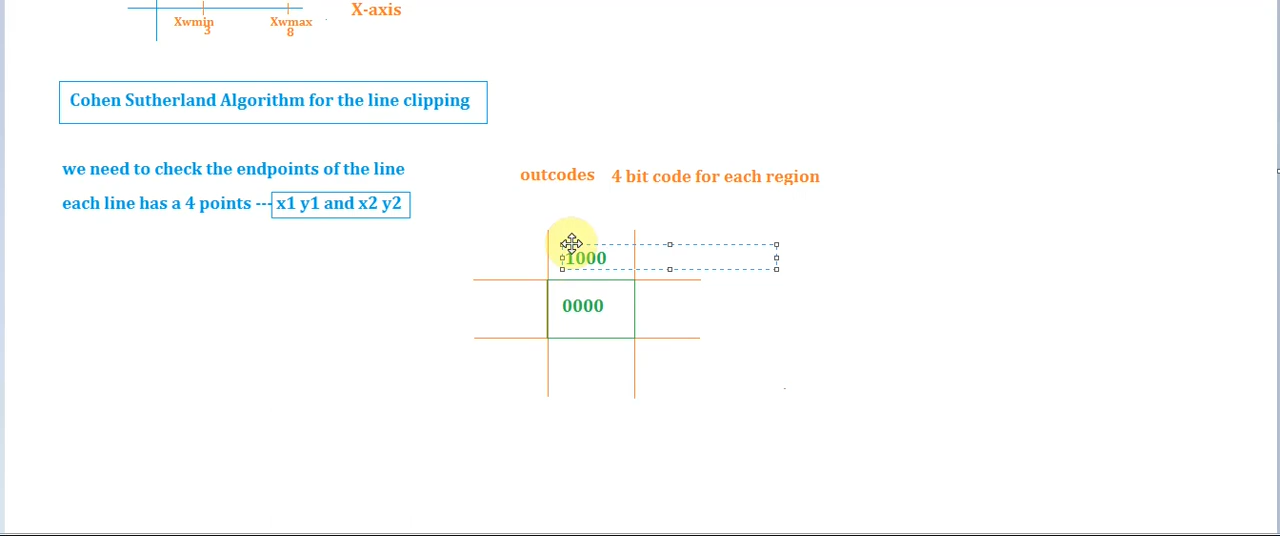 X-axis
Xwmin
3
Xwmax
8
Cohen Sutherland Algorithm for the line clipping
we need to check the endpoints of the line
each line has a 4 points --- x1 y1 and x2 y2
outcodes 4 bit code for each region
1000
0000